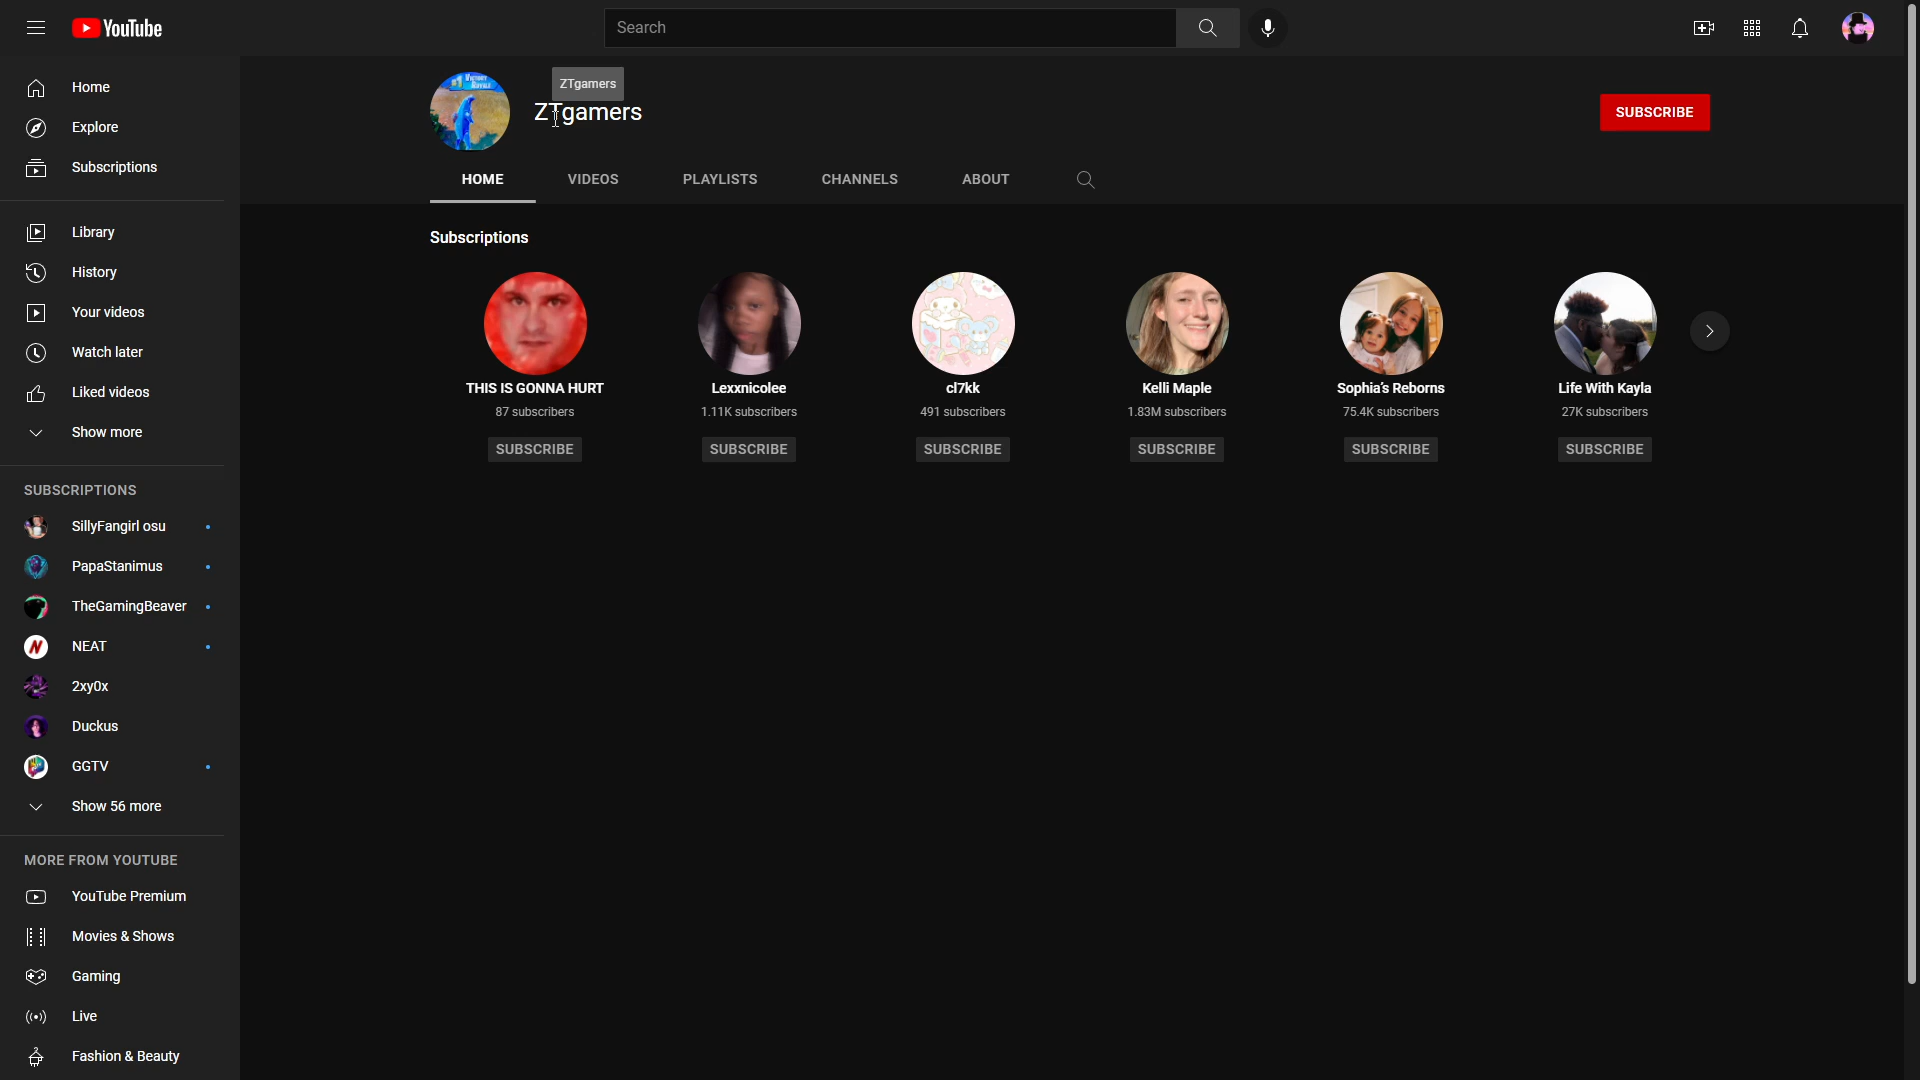 YouTube
Search
Home
Explore
Subscriptions
Library
History
Your videos
Watch later
Liked videos
Show more
SUBSCRIPTIONS
SillyFangirl osu
PapaStanimus
TheGamingBeaver
NEAT
2xy0x
Duckus
GGTV
Show 56 more
MORE FROM YOUTUBE
YouTube Premium
Movies & Shows
Gaming
Live
Fashion & Beauty
VICTORY ROYALE
ZTgamers
ZTgamers
SUBSCRIBE
HOME VIDEOS PLAYLISTS CHANNELS ABOUT
Subscriptions
THIS IS GONNA HURT Lexxnicolee cl7kk Kelli Maple Sophia's Reborns Life With Kayla
87 subscribers 1.11K subscribers 491 subscribers 1.83M subscribers 75.4K subscribers 27K subscribers
SUBSCRIBE SUBSCRIBE SUBSCRIBE SUBSCRIBE SUBSCRIBE SUBSCRIBE